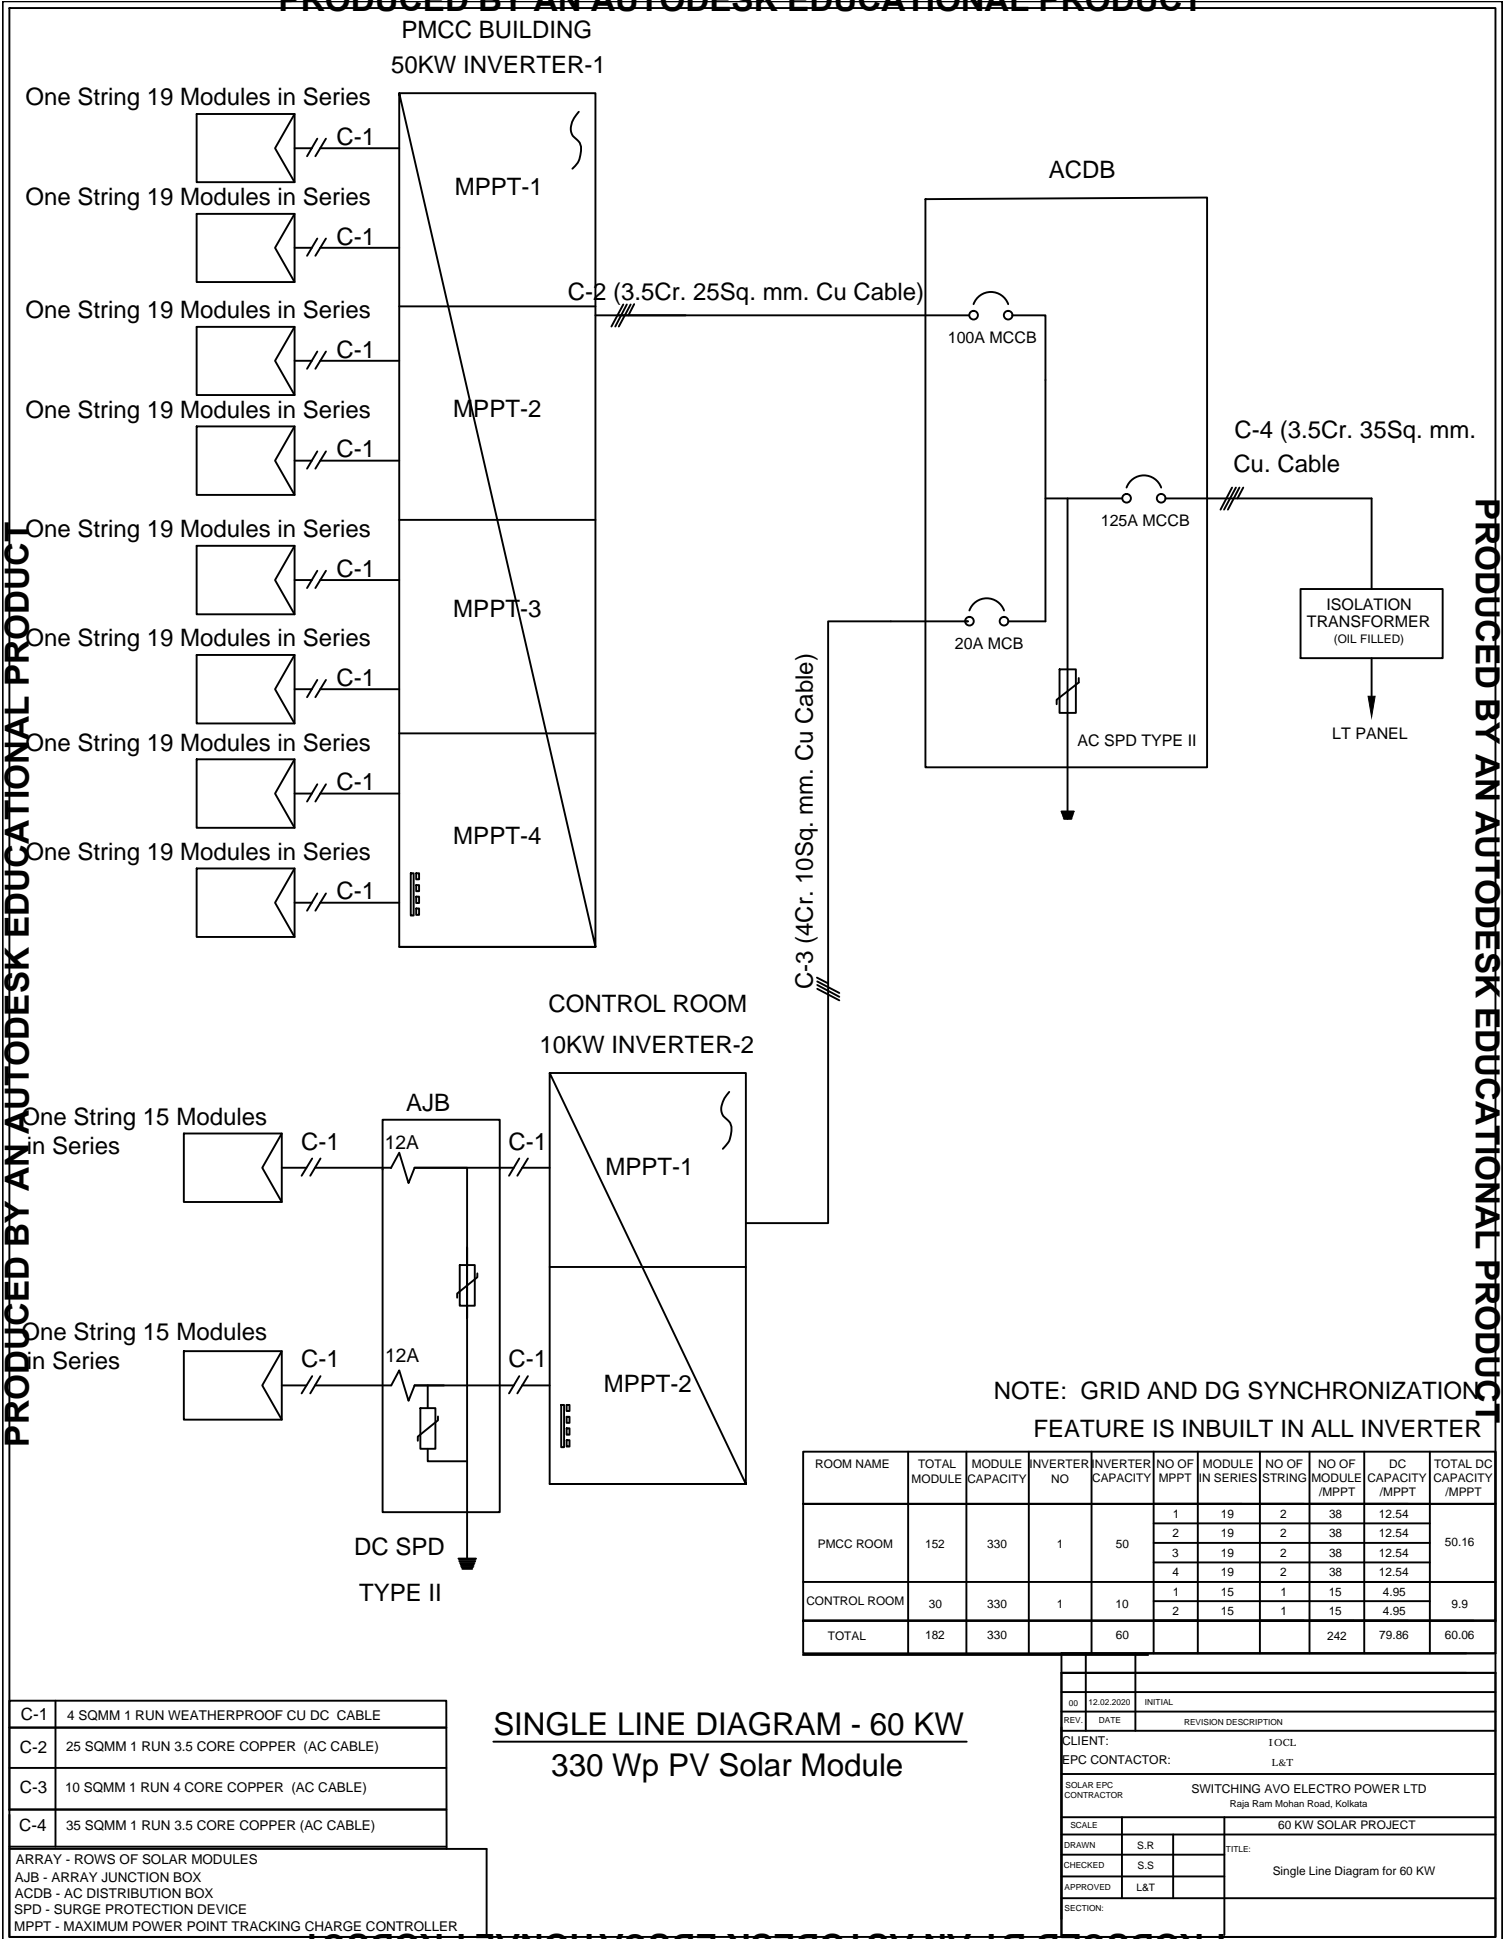 PRODUCED BY AN AUTODESK EDUCATIONAL PRODUCT
PMCC BUILDING
50KW INVERTER-1
One String 19 Modules in Series
C-1
One String 19 Modules in Series
C-1
One String 19 Modules in Series
C-1
One String 19 Modules in Series
C-1
One String 19 Modules in Series
C-1
One String 19 Modules in Series
C-1
One String 19 Modules in Series
C-1
One String 19 Modules in Series
C-1
MPPT-1
MPPT-2
MPPT-3
MPPT-4
C-2 (3.5Cr. 25Sq. mm. Cu Cable)
ACDB
100A MCCB
125A MCCB
20A MCB
AC SPD TYPE II
C-4 (3.5Cr. 35Sq. mm.
Cu. Cable
ISOLATION
TRANSFORMER
(OIL FILLED)
LT PANEL
C-3 (4Cr. 10Sq. mm. Cu Cable)
PRODUCED BY AN AUTODESK EDUCATIONAL PRODUCT
PRODUCED BY AN AUTODESK EDUCATIONAL PRODUCT
CONTROL ROOM
10KW INVERTER-2
One String 15 Modules
in Series
C-1
AJB
12A
C-1
MPPT-1
One String 15 Modules
in Series
C-1
12A
C-1
MPPT-2
DC SPD
TYPE II
NOTE: GRID AND DG SYNCHRONIZATION
FEATURE IS INBUILT IN ALL INVERTER
ROOM NAME TOTAL MODULE MODULE CAPACITY INVERTER NO INVERTER CAPACITY NO OF MPPT MODULE IN SERIES NO OF STRING NO OF MODULE /MPPT DC CAPACITY /MPPT TOTAL DC CAPACITY /MPPT
PMCC ROOM 152 330 1 50 1 19 2 38 12.54 50.16
2 19 2 38 12.54
3 19 2 38 12.54
4 19 2 38 12.54
CONTROL ROOM 30 330 1 10 1 15 1 15 4.95 9.9
2 15 1 15 4.95
TOTAL 182 330 60 242 79.86 60.06
C-1 4 SQMM 1 RUN WEATHERPROOF CU DC CABLE
C-2 25 SQMM 1 RUN 3.5 CORE COPPER (AC CABLE)
C-3 10 SQMM 1 RUN 4 CORE COPPER (AC CABLE)
C-4 35 SQMM 1 RUN 3.5 CORE COPPER (AC CABLE)
ARRAY - ROWS OF SOLAR MODULES
AJB - ARRAY JUNCTION BOX
ACDB - AC DISTRIBUTION BOX
SPD - SURGE PROTECTION DEVICE
MPPT - MAXIMUM POWER POINT TRACKING CHARGE CONTROLLER
SINGLE LINE DIAGRAM - 60 KW
330 Wp PV Solar Module
00 12.02.2020 INITIAL
REV. DATE REVISION DESCRIPTION
CLIENT: IOCL
EPC CONTACTOR: L&T
SOLAR EPC
CONTRACTOR
SWITCHING AVO ELECTRO POWER LTD
Raja Ram Mohan Road, Kolkata
SCALE 60 KW SOLAR PROJECT
DRAWN S.R TITLE:
CHECKED S.S Single Line Diagram for 60 KW
APPROVED L&T
SECTION:
PRODUCED BY AN AUTODESK EDUCATIONAL PRODUCT